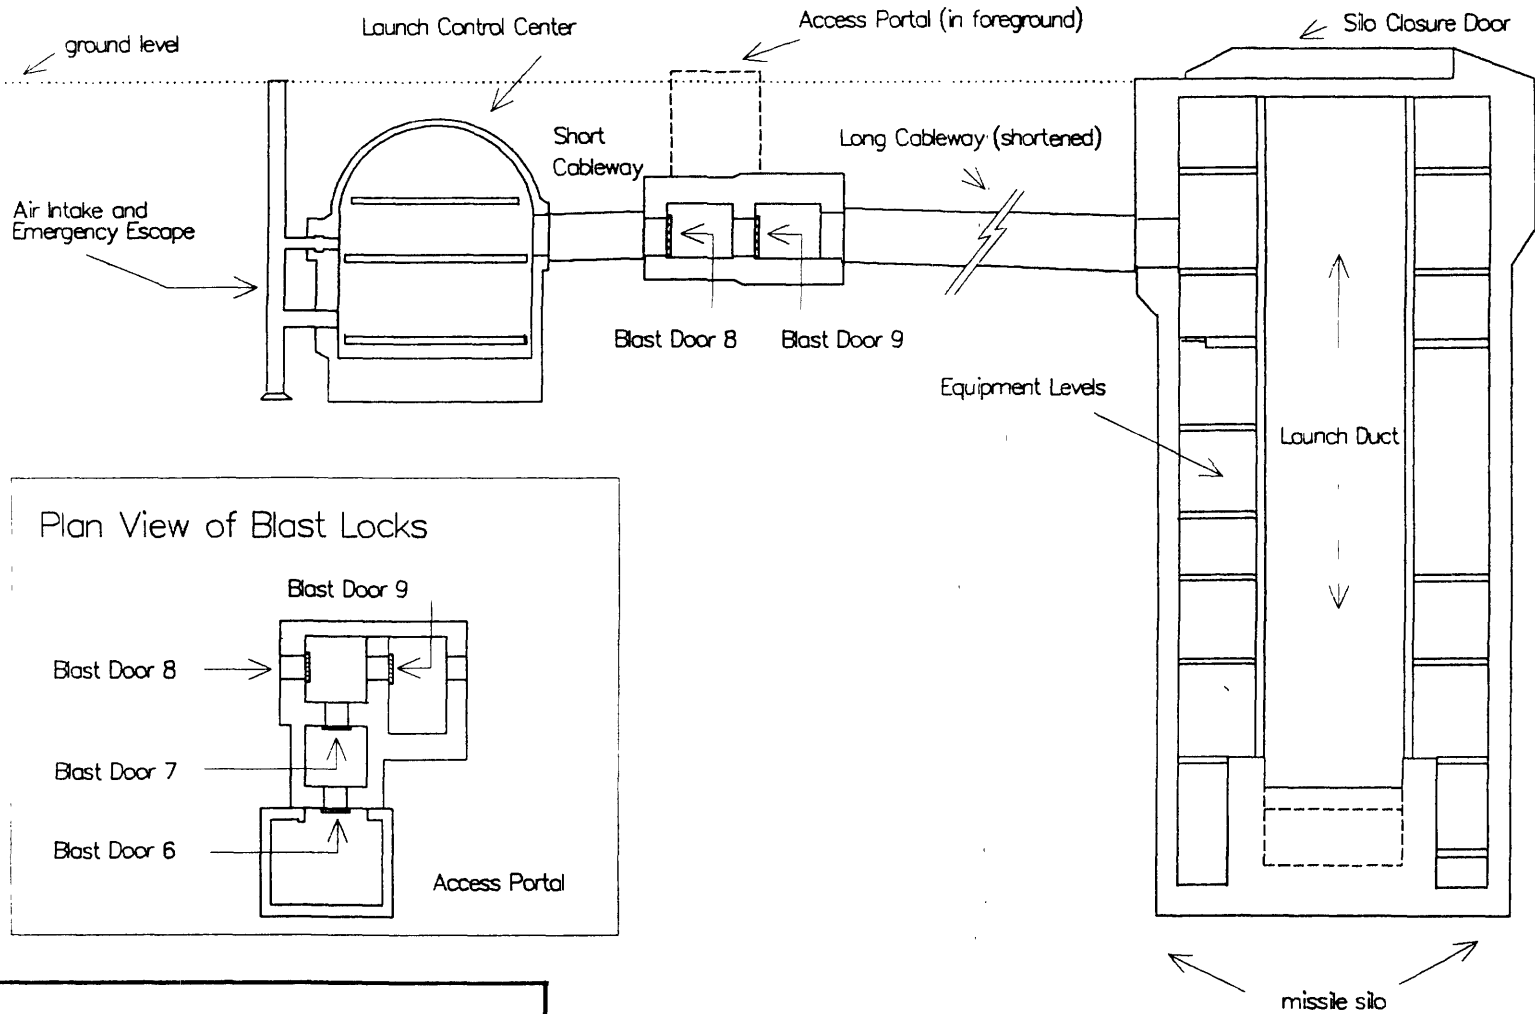 ground level
Launch Control Center
Access Portal (in foreground)
Silo Closure Door
Short
Cableway
Long Cableway (shortened)
Air Intake and
Emergency Escape
Blast Door 8
Blast Door 9
Equipment Levels
Launch Duct
Plan View of Blast Locks
Blast Door 9
Blast Door 8
Blast Door 7
Blast Door 6
Access Portal
missile silo